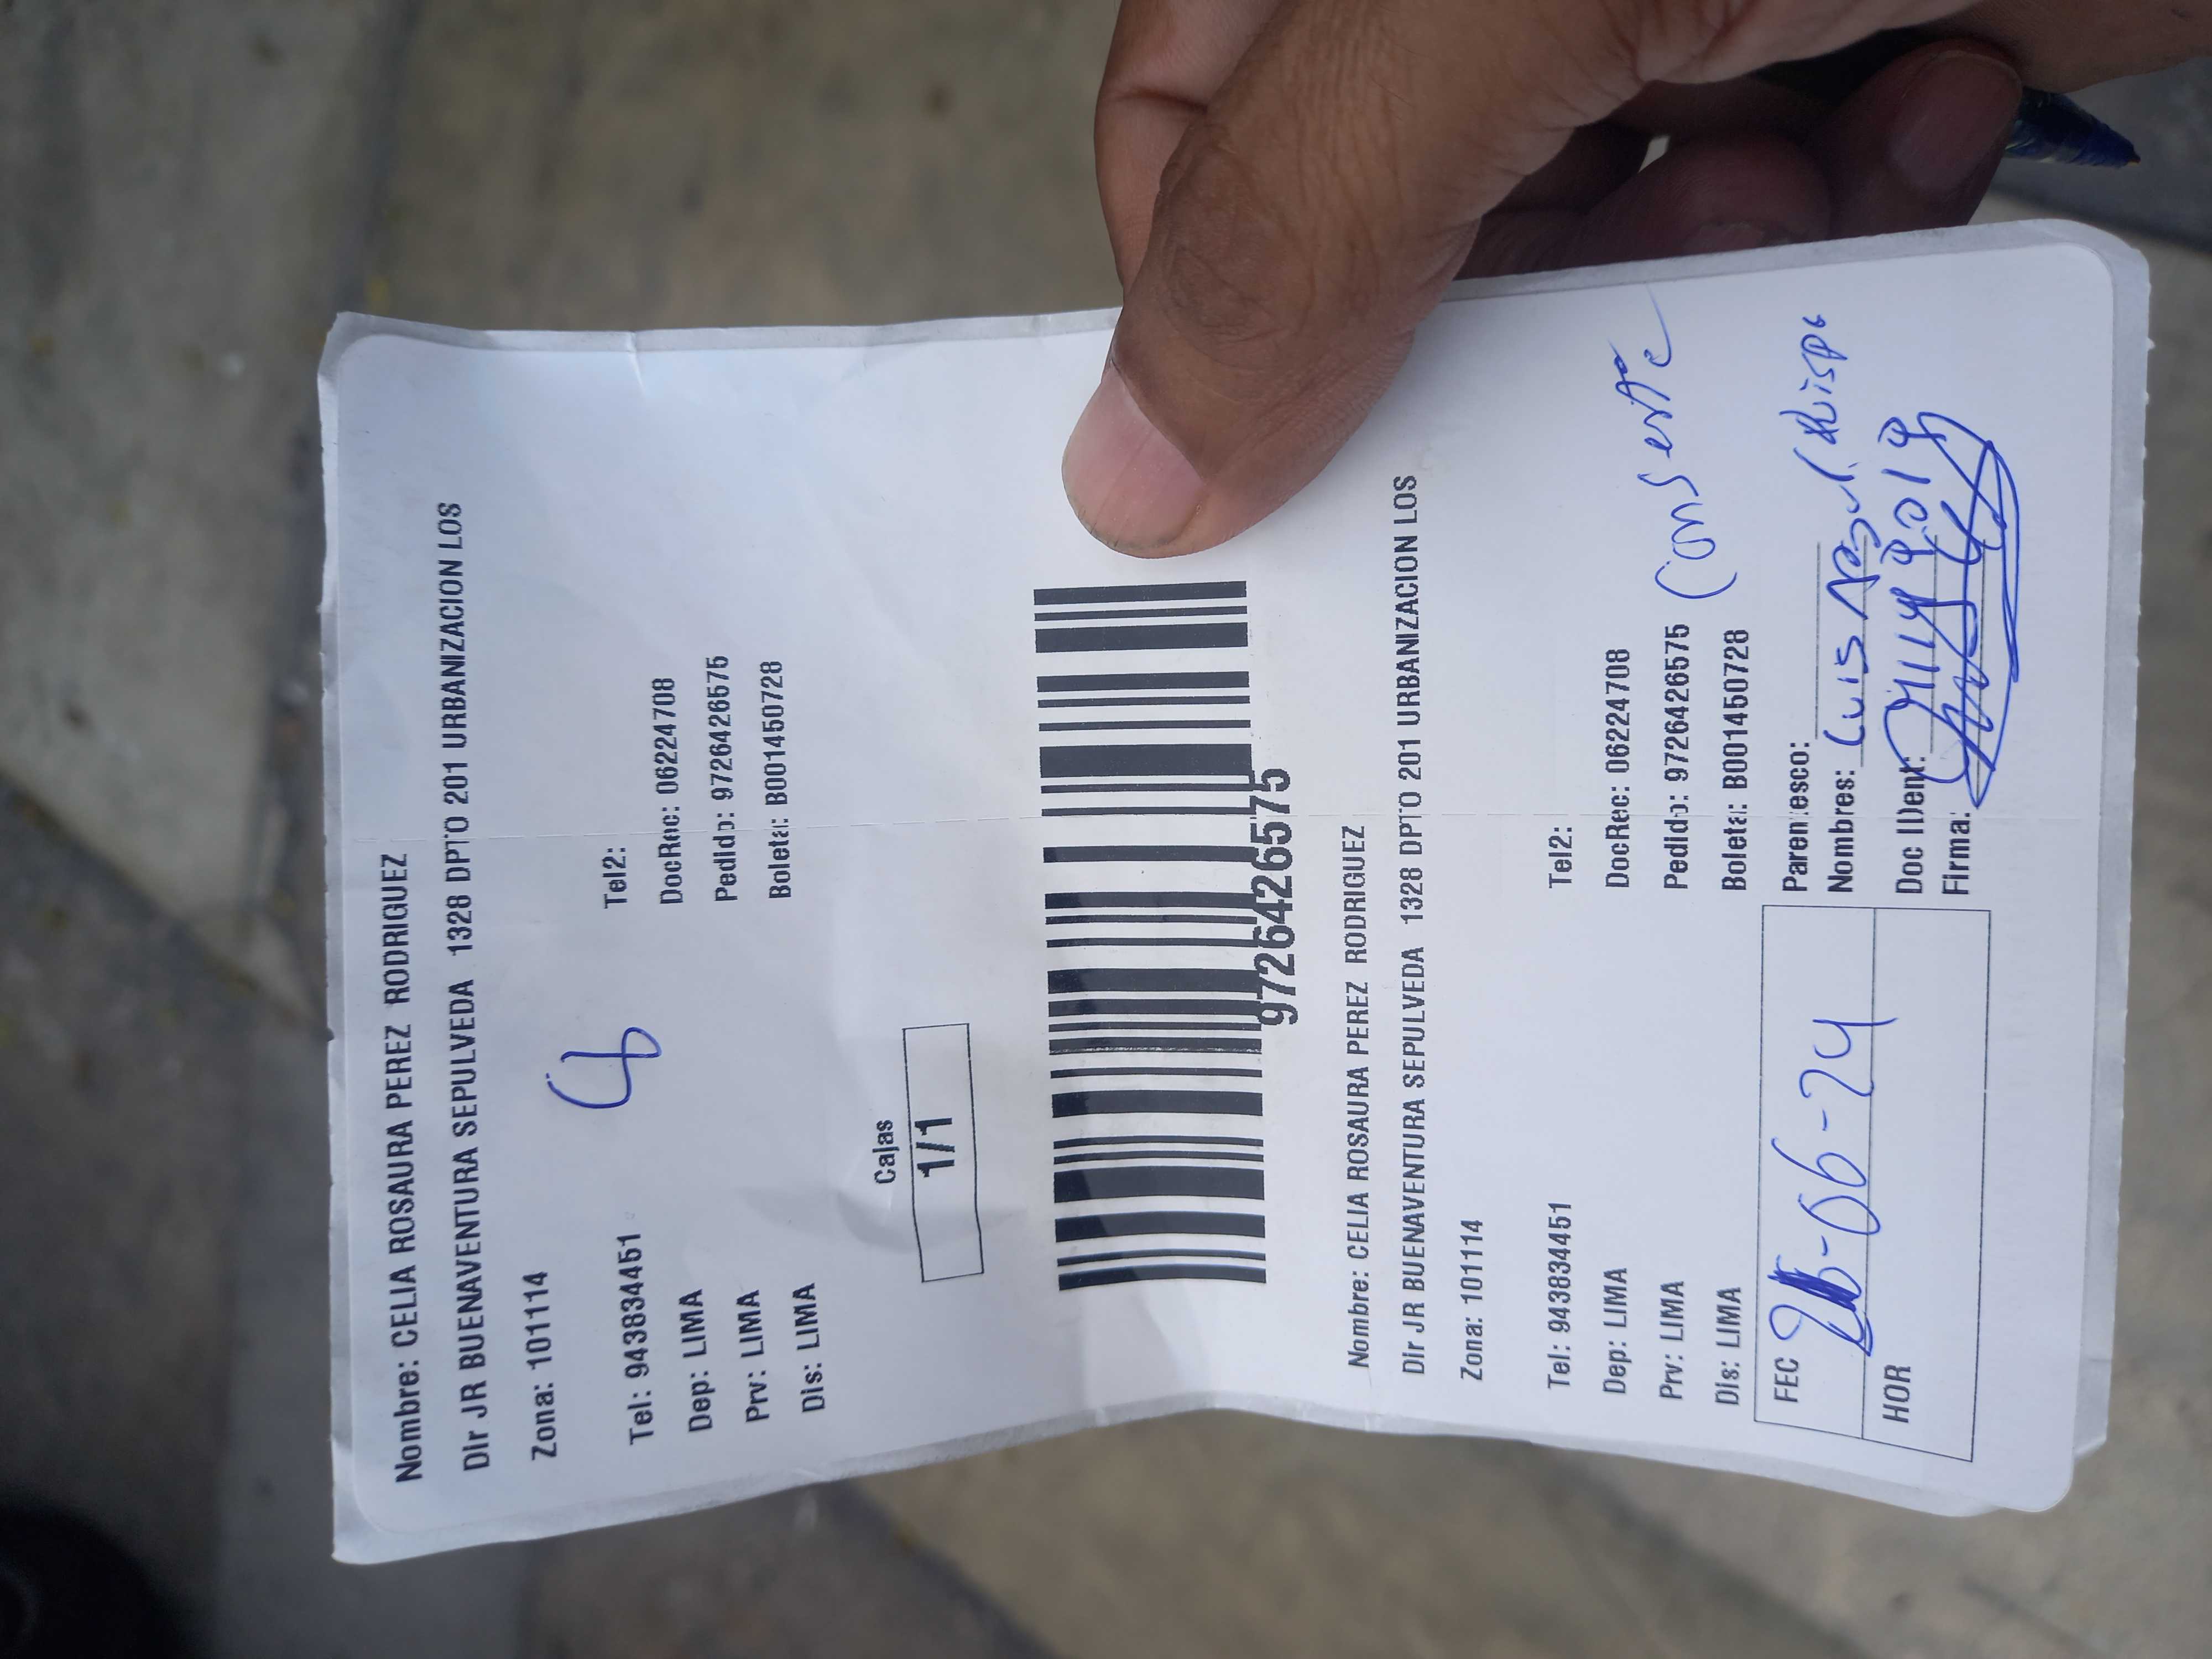 Nombre: CELIA ROSAURA PEREZ RODRIGUEZ
Dir JR BUENAVENTURA SEPULVEDA 1328 DPTO 201 URBANIZACION LOS
Zona: 101114
Tel: 943834451 Tel2:
Dep: LIMA DocRec: 06224708
Prv: LIMA Pedido: 9726426575
Dis: LIMA Boleta: B001450728
Cajas
1/1
9726426575
Nombre: CELIA ROSAURA PEREZ RODRIGUEZ
Dir JR BUENAVENTURA SEPULVEDA 1328 DPTO 201 URBANIZACION LOS
Zona: 101114
Tel: 943834451 Tel2:
Dep: LIMA DocRec: 06224708
Prv: LIMA Pedido: 9726426575
Dis: LIMA Boleta: B001450728
FEC -06-24 Parentesco:
Nombres: Luis
HOR Doc IDent:
Firma: